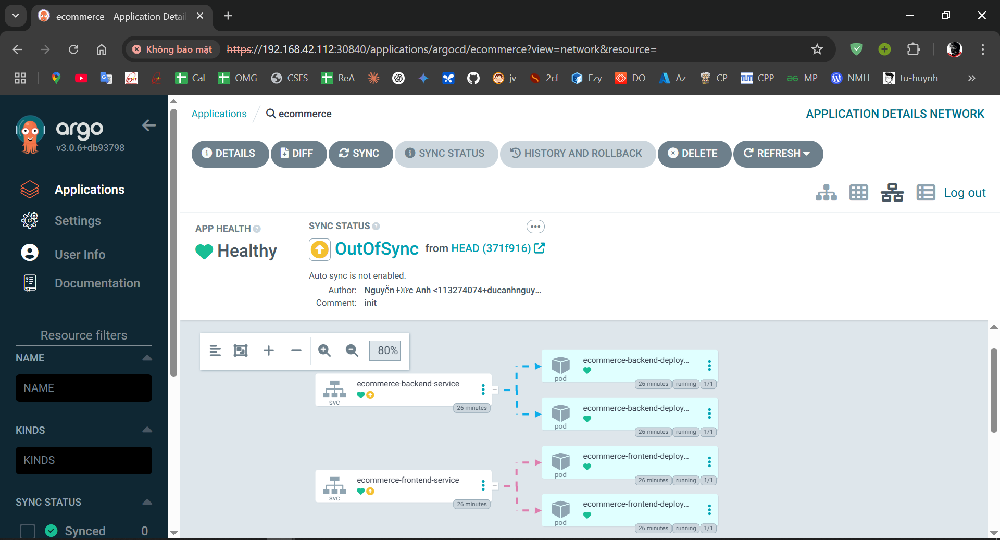 ecommerce - Application Detai
Không bảo mật
https://192.168.42.112:30840/applications/argocd/ecommerce?view=network&resource=
Cal
OMG
CSES
ReA
jv
2cf
Ezy
DO
Az
CP
CPP
MP
NMH
tu-huynh
argo
v3.0.6+db93798
Applications
Settings
User Info
Documentation
Resource filters
NAME
NAME
KINDS
KINDS
SYNC STATUS
Synced 0
Applications / ecommerce
APPLICATION DETAILS NETWORK
DETAILS
DIFF
SYNC
SYNC STATUS
HISTORY AND ROLLBACK
DELETE
REFRESH
Log out
APP HEALTH
Healthy
SYNC STATUS
OutOfSync from HEAD (371f916)
Auto sync is not enabled.
Author: Nguyễn Đức Anh <113274074+ducanhnguy...
Comment: init
80%
ecommerce-backend-service
svc
26 minutes
ecommerce-backend-deploy...
pod
26 minutes running 1/1
ecommerce-backend-deploy...
pod
26 minutes running 1/1
ecommerce-frontend-service
svc
26 minutes
ecommerce-frontend-deploy...
pod
26 minutes running 1/1
ecommerce-frontend-deploy...
pod
26 minutes running 1/1